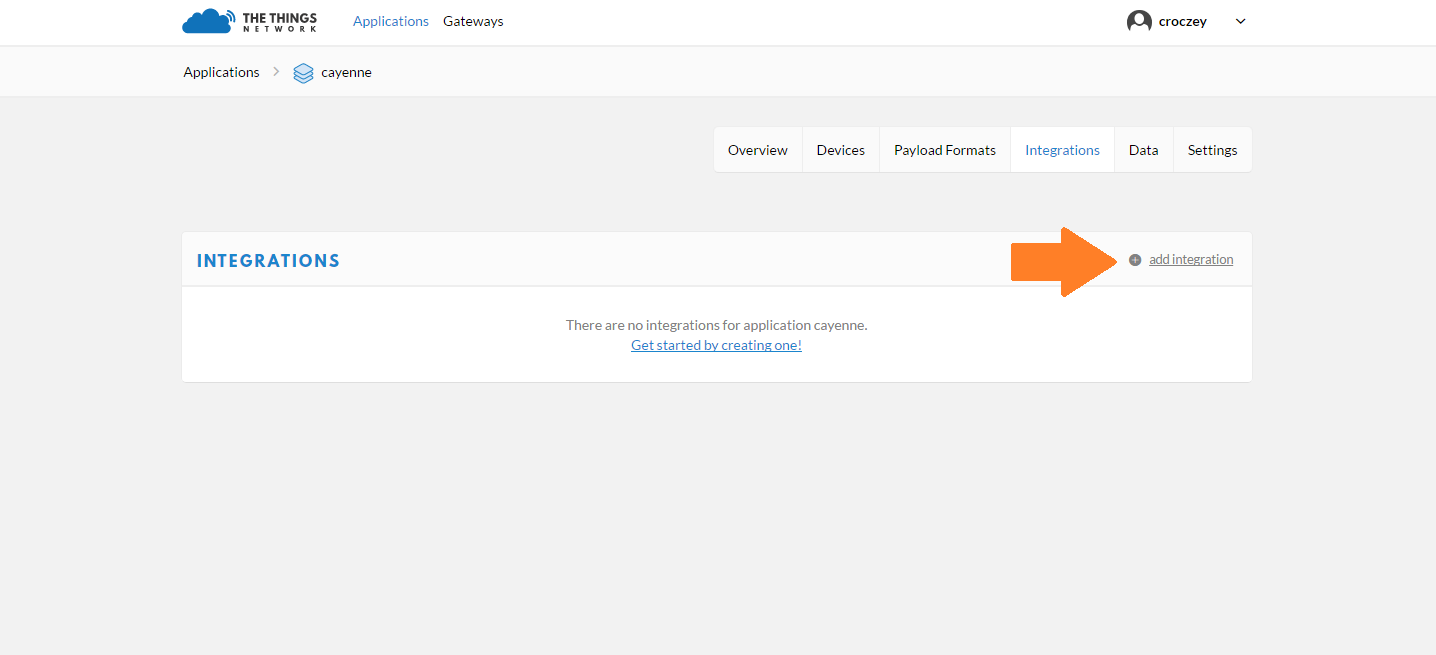 THE THINGS
NETWORK
Applications Gateways
croczey
Applications cayenne
Overview Devices Payload Formats Integrations Data Settings
INTEGRATIONS
add integration
There are no integrations for application cayenne.
Get started by creating one!